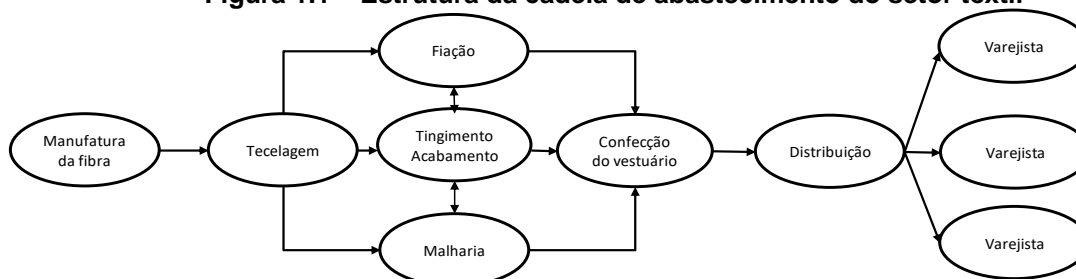 Figura 1.1 – Estrutura da cadeia de abastecimento do setor têxtil
Fiação
Varejista
Manufatura
da fibra
Tecelagem
Tingimento
Acabamento
Confecção
do vestuário
Distribuição
Varejista
Malharia
Varejista